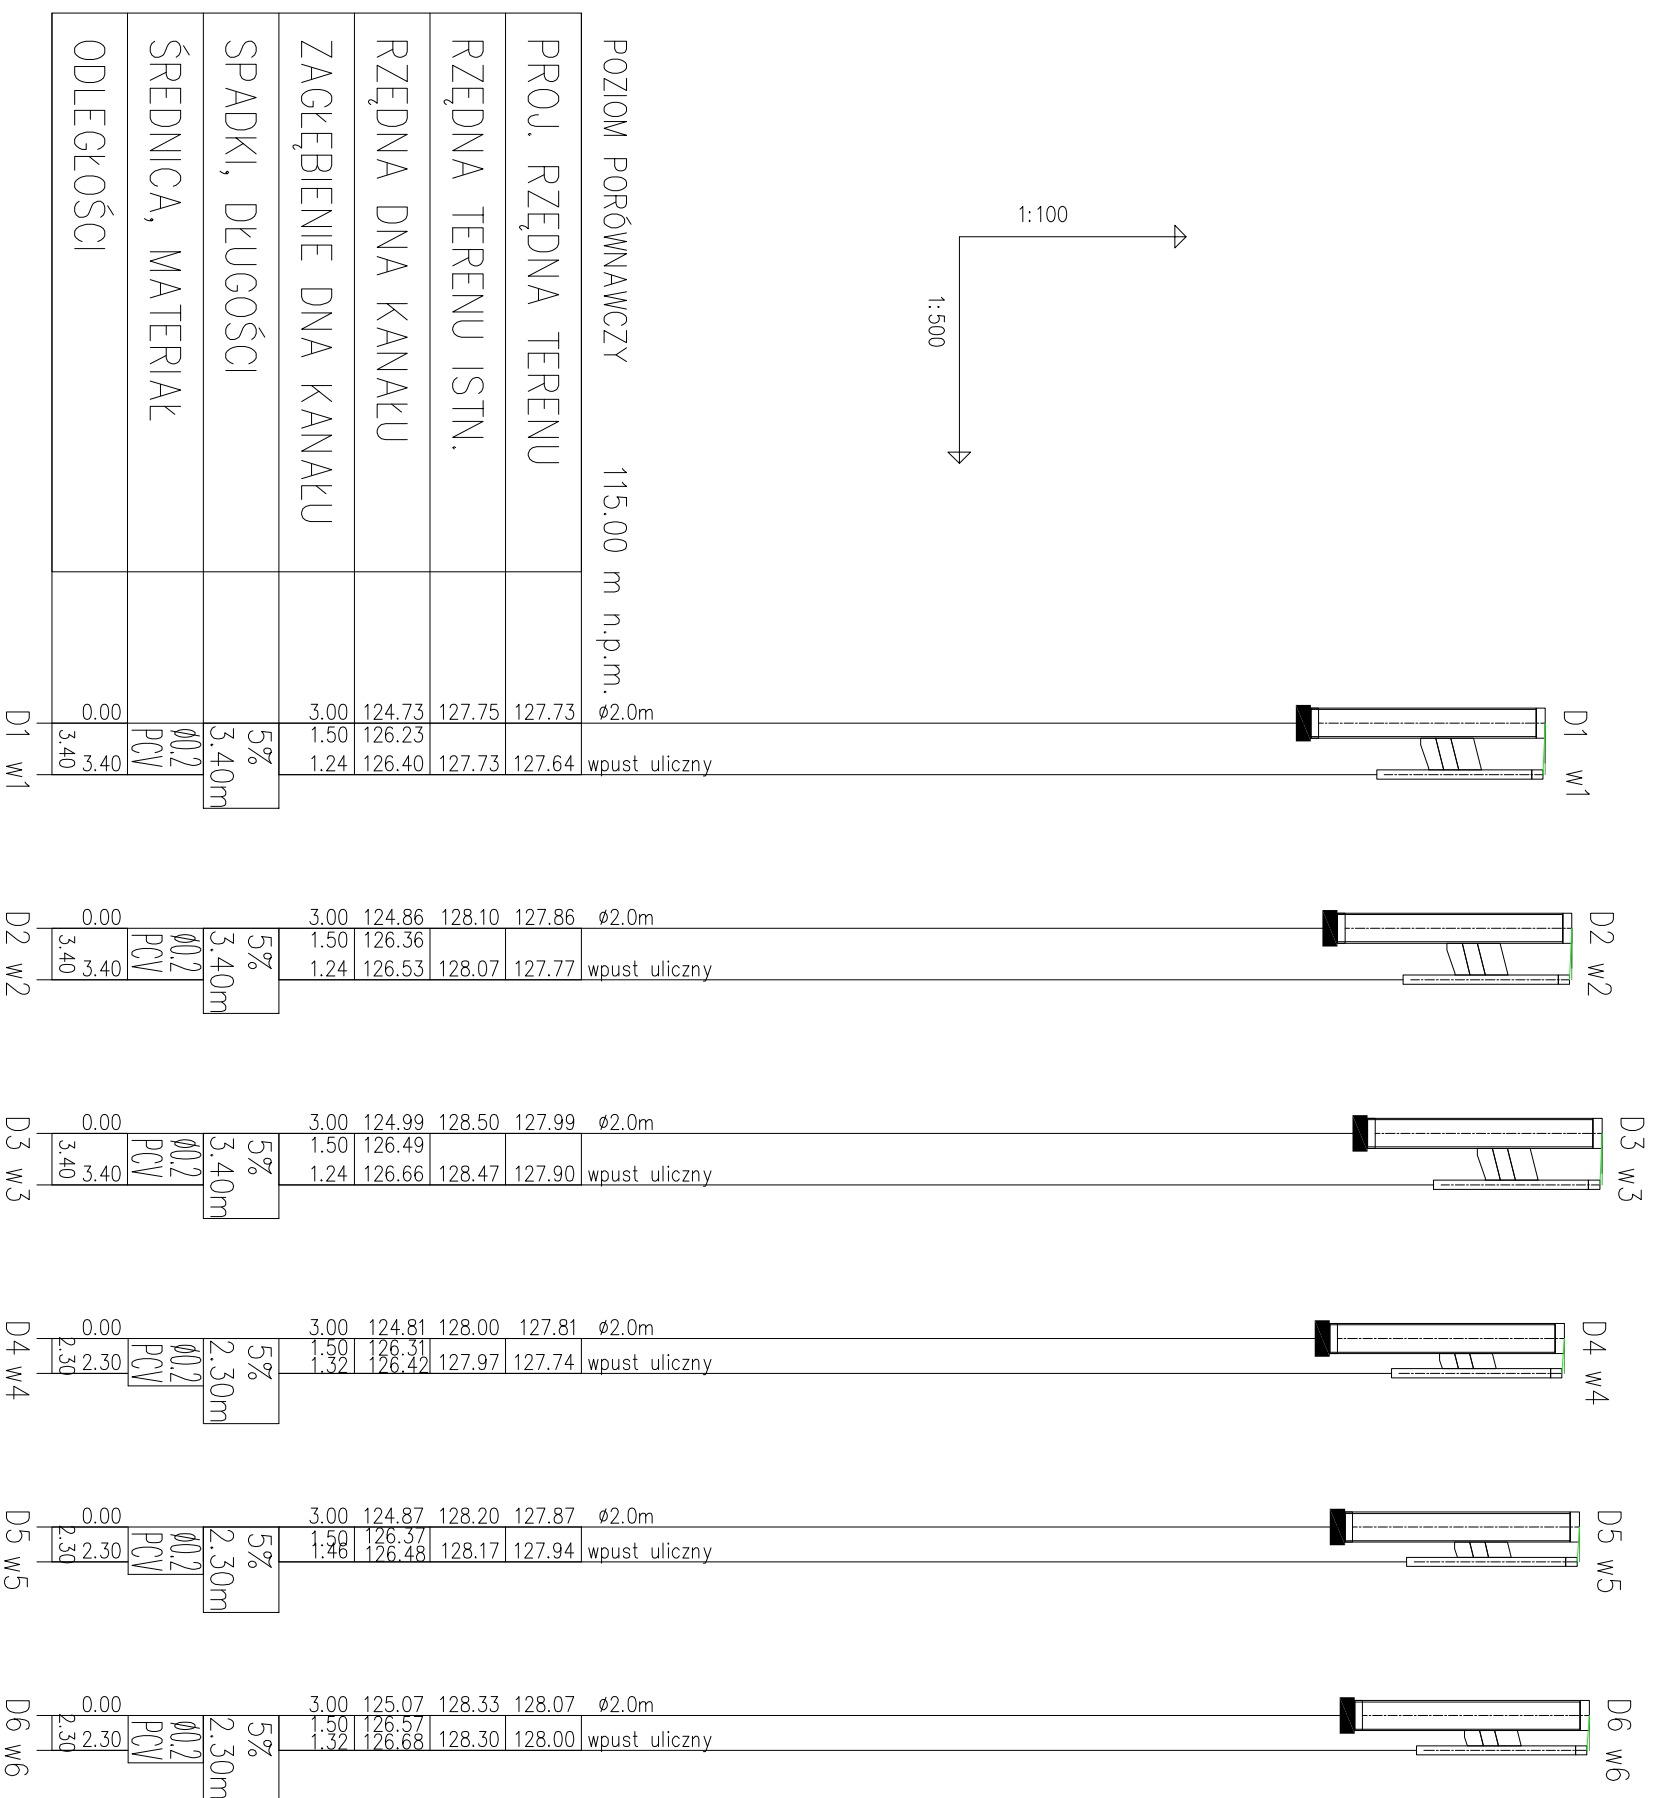 1:100
1:500
POZIOM PORÓWNAWCZY 115.00 m n.p.m.
PROJ. RZĘDNA TERENU
RZĘDNA TERENU ISTN.
RZĘDNA DNA KANAŁU
ZAGŁĘBIENIE DNA KANAŁU
SPADKI, DŁUGOŚCI
ŚREDNICA, MATERIAŁ
ODLEGŁOŚCI
D1 w1
0.00 3.00 124.73 127.75 127.73 ø2.0m
1.50 126.23
3.40 1.24 126.40 127.73 127.64 wpust uliczny
5%
3.40m
ø0.2
PCV
3.40
D1 w1
D2 w2
0.00 3.00 124.86 128.10 127.86 ø2.0m
1.50 126.36
3.40 1.24 126.53 128.07 127.77 wpust uliczny
5%
3.40m
ø0.2
PCV
3.40
D2 w2
D3 w3
0.00 3.00 124.99 128.50 127.99 ø2.0m
1.50 126.49
3.40 1.24 126.66 128.47 127.90 wpust uliczny
5%
3.40m
ø0.2
PCV
3.40
D3 w3
D4 w4
0.00 3.00 124.81 128.00 127.81 ø2.0m
1.50 126.31
2.30 1.32 126.42 127.97 127.74 wpust uliczny
5%
2.30m
ø0.2
PCV
2.30
D4 w4
D5 w5
0.00 3.00 124.87 128.20 127.87 ø2.0m
1.50 126.37
2.30 1.46 126.48 128.17 127.94 wpust uliczny
5%
2.30m
ø0.2
PCV
2.30
D5 w5
D6 w6
0.00 3.00 125.07 128.33 128.07 ø2.0m
1.50 126.57
2.30 1.32 126.68 128.30 128.00 wpust uliczny
5%
2.30m
ø0.2
PCV
2.30
D6 w6